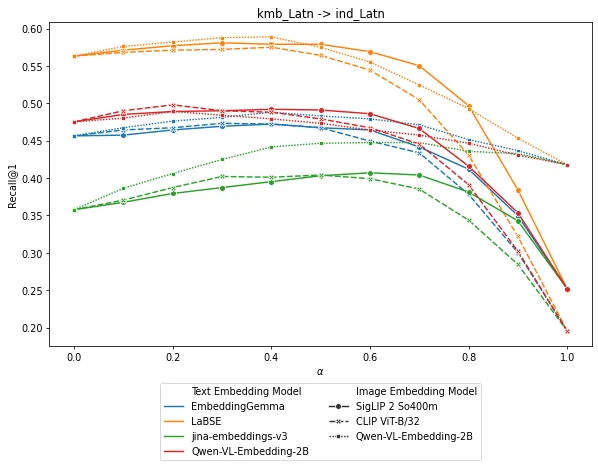 kmb_Latn -> ind_Latn
Recall@1
0.60
0.55
0.50
0.45
0.40
0.35
0.30
0.25
0.20
0.0 0.2 0.4 0.6 0.8 1.0
α
Text Embedding Model
EmbeddingGemma
LaBSE
jina-embeddings-v3
Qwen-VL-Embedding-2B
Image Embedding Model
SigLIP 2 So400m
CLIP ViT-B/32
Qwen-VL-Embedding-2B